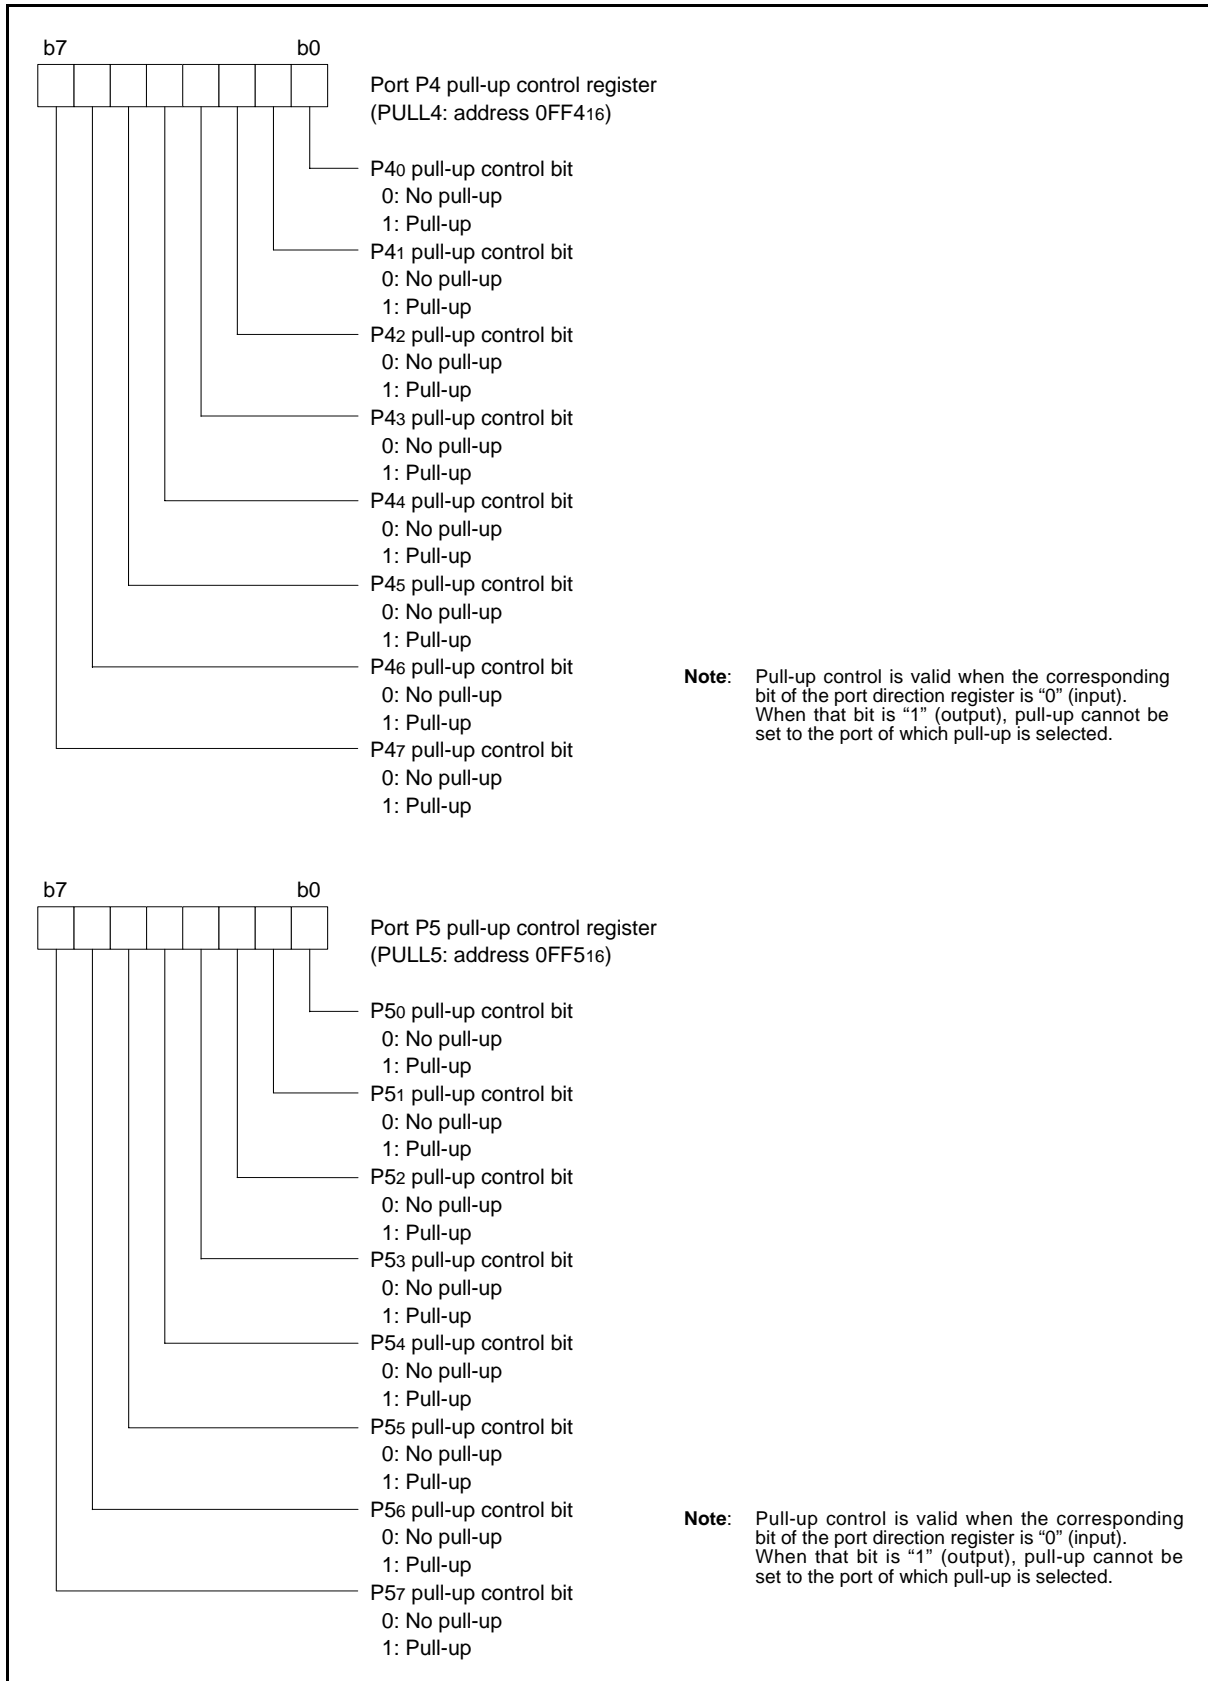 b7 b0
Port P4 pull-up control register
(PULL4: address 0FF416)
P40 pull-up control bit
0: No pull-up
1: Pull-up
P41 pull-up control bit
0: No pull-up
1: Pull-up
P42 pull-up control bit
0: No pull-up
1: Pull-up
P43 pull-up control bit
0: No pull-up
1: Pull-up
P44 pull-up control bit
0: No pull-up
1: Pull-up
P45 pull-up control bit
0: No pull-up
1: Pull-up
P46 pull-up control bit
0: No pull-up
1: Pull-up
P47 pull-up control bit
0: No pull-up
1: Pull-up
Note: Pull-up control is valid when the corresponding
bit of the port direction register is “0” (input).
When that bit is “1” (output), pull-up cannot be
set to the port of which pull-up is selected.
b7 b0
Port P5 pull-up control register
(PULL5: address 0FF516)
P50 pull-up control bit
0: No pull-up
1: Pull-up
P51 pull-up control bit
0: No pull-up
1: Pull-up
P52 pull-up control bit
0: No pull-up
1: Pull-up
P53 pull-up control bit
0: No pull-up
1: Pull-up
P54 pull-up control bit
0: No pull-up
1: Pull-up
P55 pull-up control bit
0: No pull-up
1: Pull-up
P56 pull-up control bit
0: No pull-up
1: Pull-up
P57 pull-up control bit
0: No pull-up
1: Pull-up
Note: Pull-up control is valid when the corresponding
bit of the port direction register is “0” (input).
When that bit is “1” (output), pull-up cannot be
set to the port of which pull-up is selected.